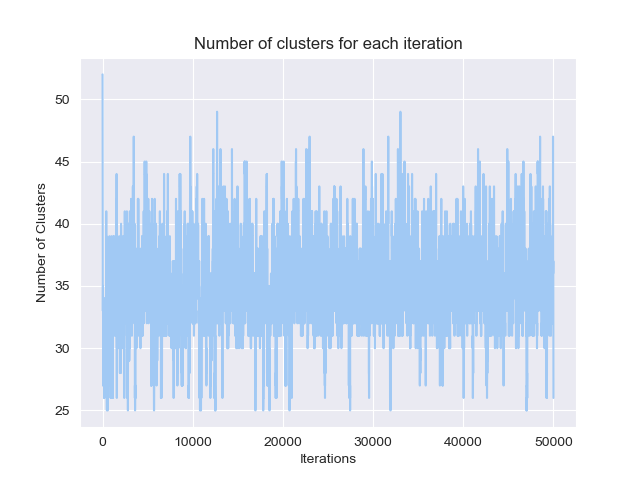 Number of clusters for each iteration
Number of Clusters
50
45
40
35
30
25
0 10000 20000 30000 40000 50000
Iterations